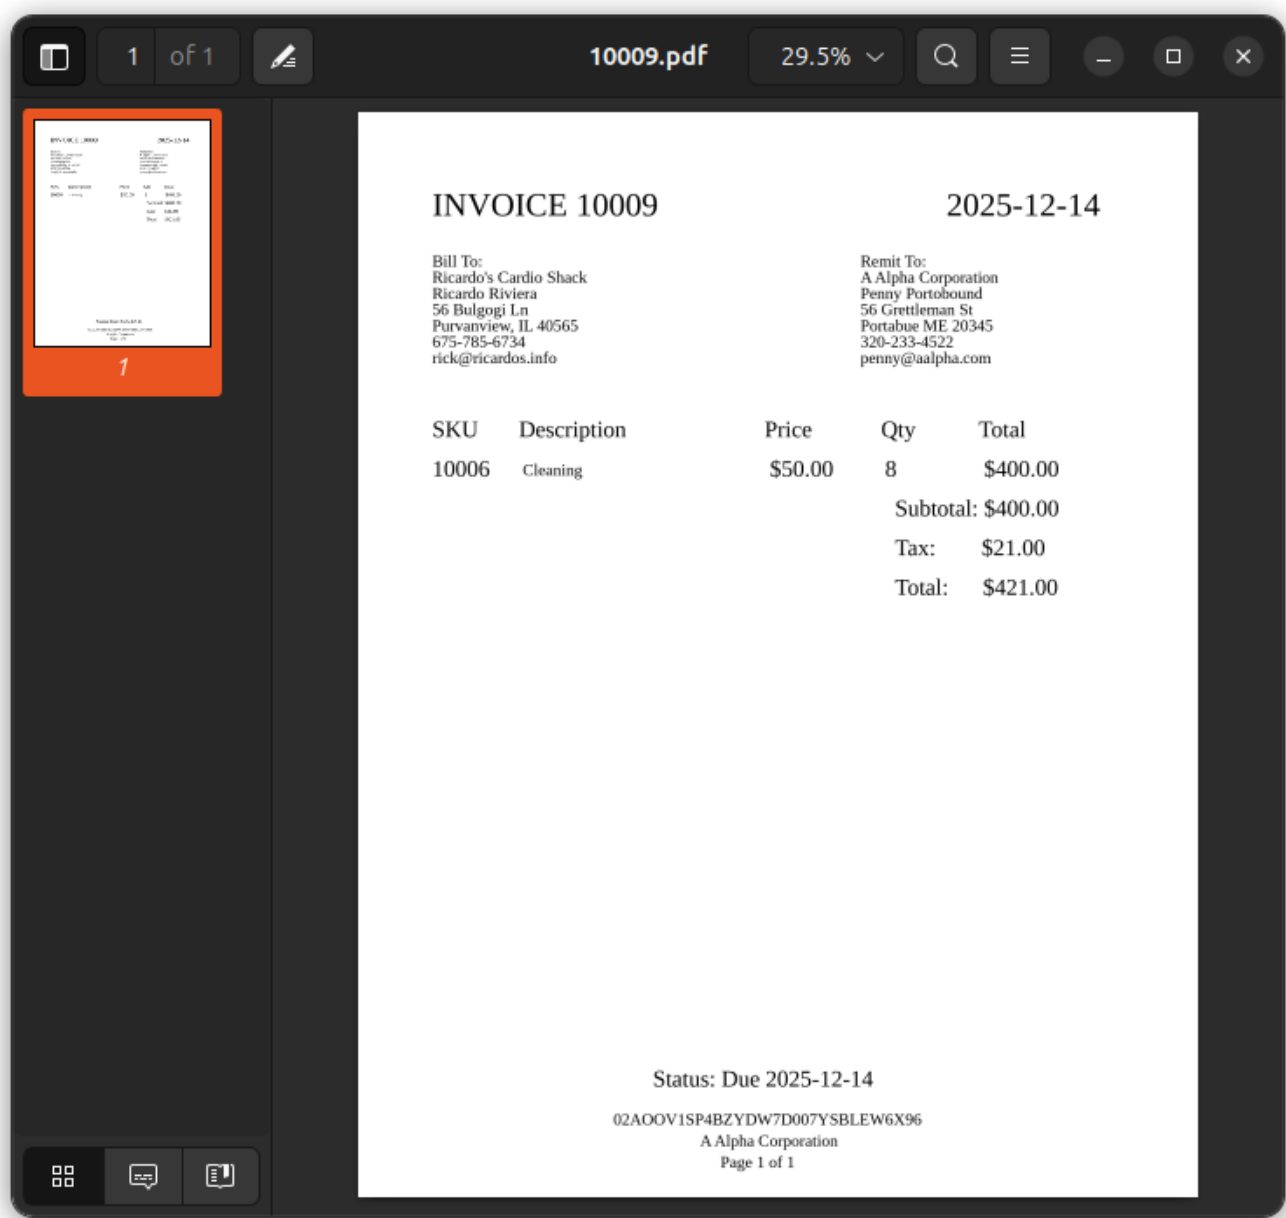 1 of 1 10009.pdf 29.5%
INVOICE 10009 2025-12-14
Bill To:
Ricardo's Cardio Shack
Ricardo Riviera
56 Bulgogi Ln
Purvanview, IL 40565
675-785-6734
rick@ricardos.info
Remit To:
A Alpha Corporation
Penny Portobound
56 Grettleman St
Portabue ME 20345
320-233-4522
penny@aalpha.com
SKU Description Price Qty Total
10006 Cleaning $50.00 8 $400.00
Subtotal: $400.00
Tax: $21.00
Total: $421.00
Status: Due 2025-12-14
02AOOV1SP4BZYDW7D007YSBLEW6X96
A Alpha Corporation
Page 1 of 1
1